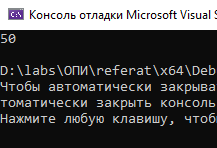 Консоль отладки Microsoft Visual S
50
D:\labs\ОПИ\referat\x64\Deb
Чтобы автоматически закрыва
томатически закрыть консоль
Нажмите любую клавишу, чтоб